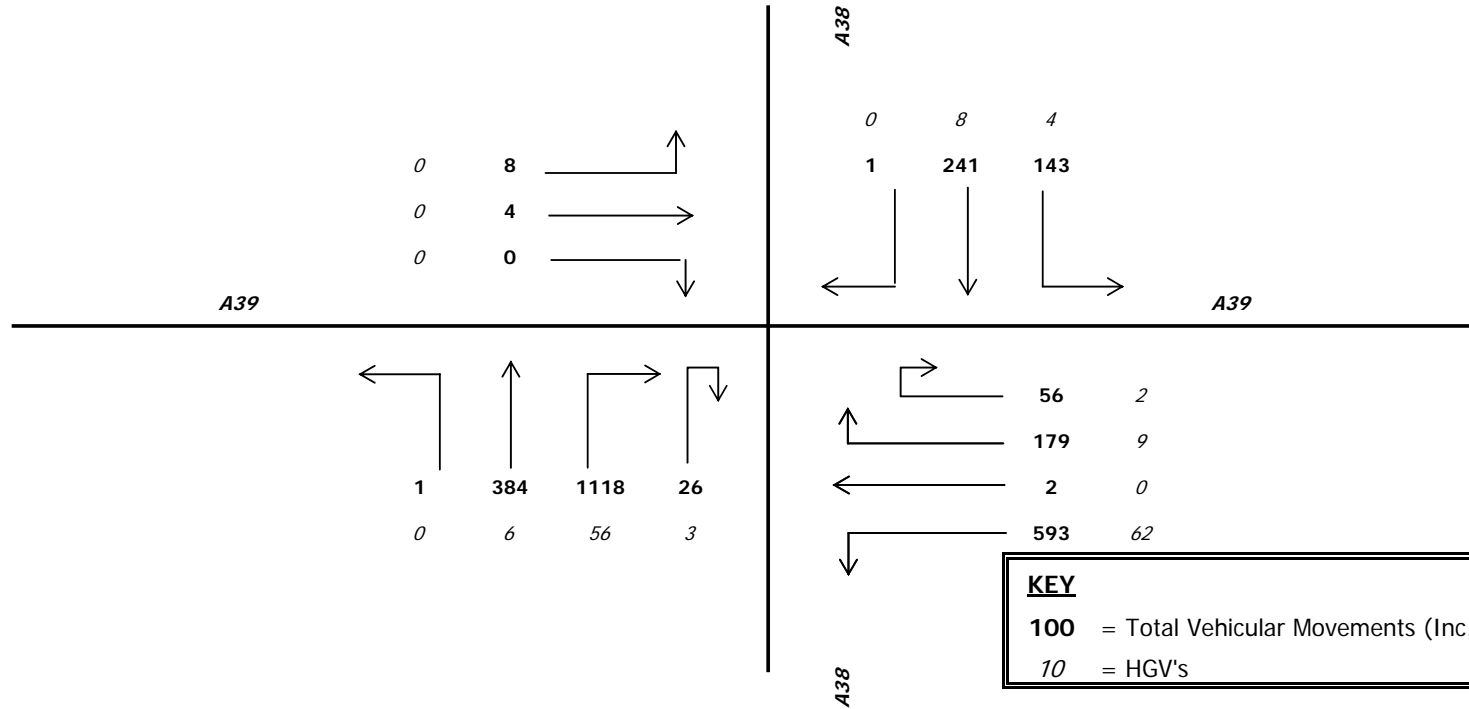 A38
0 8 4
0 8
1 241 143
0 4
0 0
A39
A39
56 2
179 9
1 384 1118 26
2 0
0 6 56 3
593 62
KEY
100 = Total Vehicular Movements (Inc.
10 = HGV's
A38